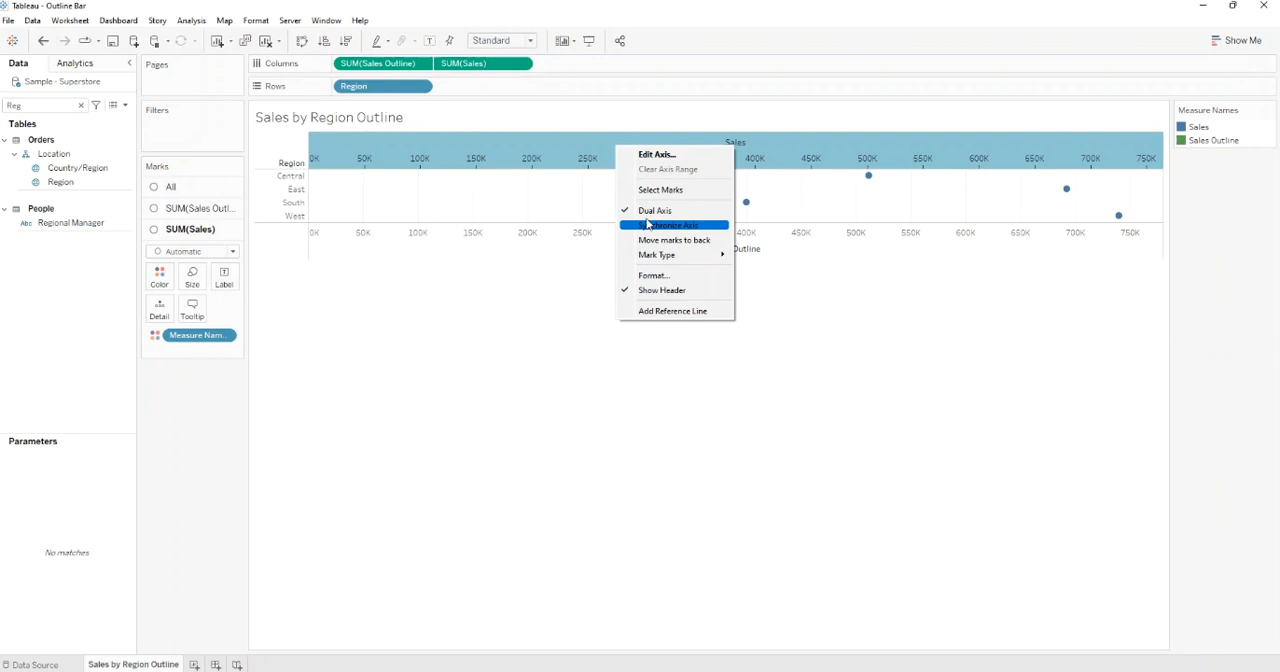 Tableau - Outline Bar
File Data Worksheet Dashboard Story Analysis Map Format Server Window Help
Standard
Show Me
Data Analytics
Sample - Superstore
Reg
Tables
Orders
Location
Country/Region
Region
People
Abc Regional Manager
Parameters
No matches
Pages
Filters
Marks
All
SUM(Sales Outl...
SUM(Sales)
Automatic
Color Size Label
Detail Tooltip
Measure Nam..
Columns SUM(Sales Outline) SUM(Sales)
Rows Region
Sales by Region Outline
Sales
Region 0K 50K 100K 150K 200K 250K 400K 450K 500K 550K 600K 650K 700K 750K
Central
East
South
West
0K 50K 100K 150K 200K 250K 400K 450K 500K 550K 600K 650K 700K 750K
Outline
Edit Axis...
Clear Axis Range
Select Marks
Dual Axis
Synchronize Axis
Move marks to back
Mark Type
Format...
Show Header
Add Reference Line
Measure Names
Sales
Sales Outline
Data Source Sales by Region Outline